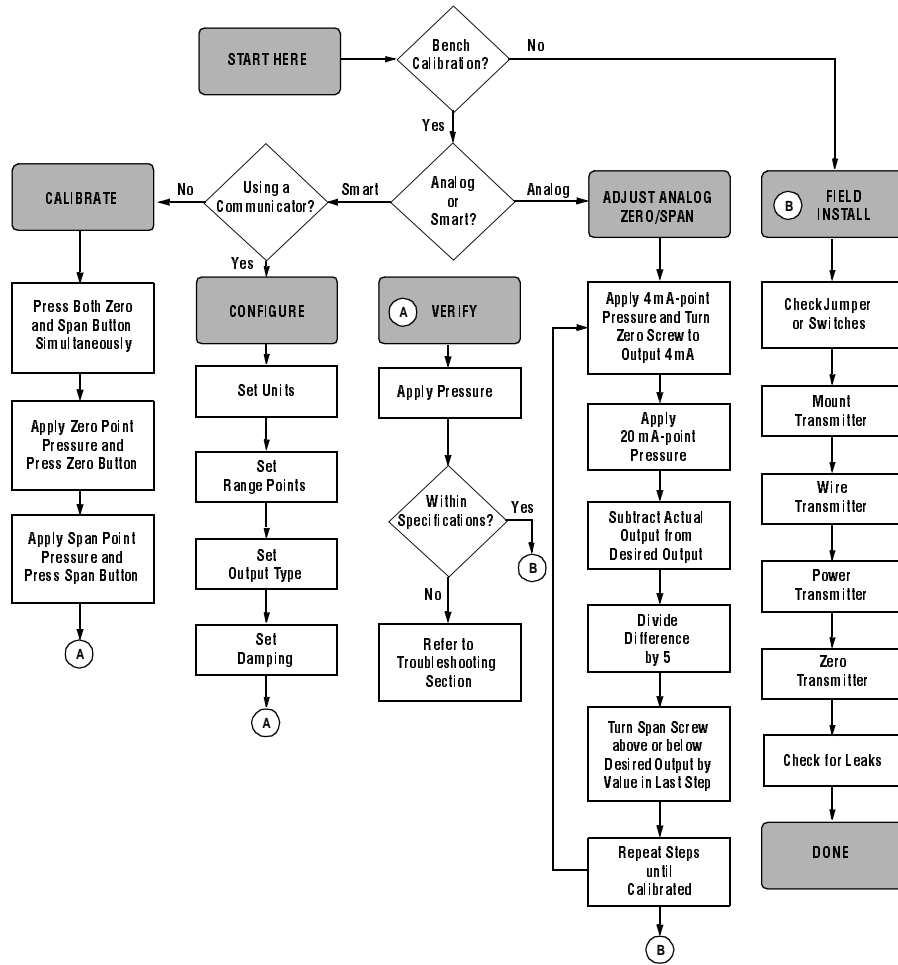 START HERE
Bench
Calibration?
No
Yes
CALIBRATE
No
Using a
Communicator?
Smart
Analog
or
Smart?
Analog
ADJUST ANALOG
ZERO/SPAN
B
FIELD
INSTALL
Yes
Press Both Zero
and Span Button
Simultaneously
Apply Zero Point
Pressure and
Press Zero Button
Apply Span Point
Pressure and
Press Span Button
A
CONFIGURE
Set Units
Set
Range Points
Set
Output Type
Set
Damping
A
A
VERIFY
Apply Pressure
Within
Specifications?
Yes
B
No
Refer to
Troubleshooting
Section
Apply 4mA-point
Pressure and Turn
Zero Screw to
Output 4mA
Apply
20 mA-point
Pressure
Subtract Actual
Output from
Desired Output
Divide
Difference
by 5
Turn Span Screw
above or below
Desired Output by
Value in Last Step
Repeat Steps
until
Calibrated
B
Check Jumper
or Switches
Mount
Transmitter
Wire
Transmitter
Power
Transmitter
Zero
Transmitter
Check for Leaks
DONE